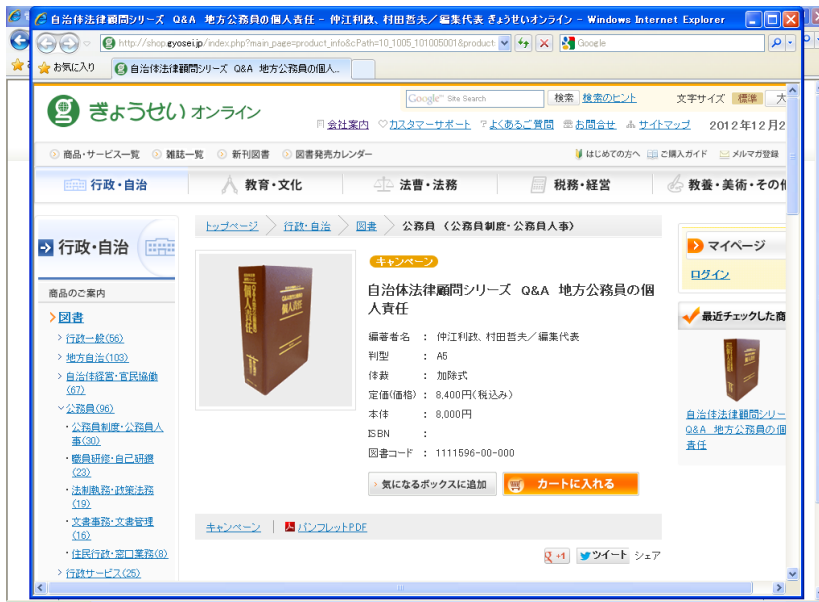 自治体法律顧問シリーズ Q&A 地方公務員の個人責任 - 仲江利政、村田哲夫／編集代表 ぎょうせいオンライン - Windows Internet Explorer
http://shop.gyosei.jp/index.php?main_page=product_info&cPath=10_1005_101005001&product
Google
お気に入り
自治体法律顧問シリーズ Q&A 地方公務員の個人...
ぎょうせい オンライン
Google™ Site Search
検索 検索のヒント
文字サイズ 標準 大
会社案内 カスタマーサポート ?よくあるご質問 お問合せ サイトマップ 2012年12月2
商品・サービス一覧 雑誌一覧 新刊図書 図書発売カレンダー
はじめての方へ ご購入ガイド メルマガ登録
行政・自治 教育・文化 法曹・法務 税務・経営 教養・美術・その他
トップページ 行政・自治 図書 公務員（公務員制度・公務員人事）
行政・自治
商品のご案内
図書
行政一般(56)
地方自治(103)
自治体経営・官民協働
(67)
公務員(96)
・公務員制度・公務員人
事(30)
・職員研修・自己研鑽
(23)
・法制執務・政策法務
(19)
・文書事務・文書管理
(16)
・住民行政・窓口業務(8)
行政サービス(25)
個人責任
キャンペーン
自治体法律顧問シリーズ Q&A 地方公務員の個
人責任
編著者名 ： 仲江利政、村田哲夫／編集代表
判型 ： A5
体裁 ： 加除式
定価(価格) ： 8,400円(税込み)
本体 ： 8,000円
ISBN ：
図書コード ： 1111596-00-000
気になるボックスに追加 カートに入れる
キャンペーン パンフレットPDF
+1 ツイート シェア
マイページ
ログイン
最近チェックした商
自治体法律顧問シリー
Q&A 地方公務員の個
責任